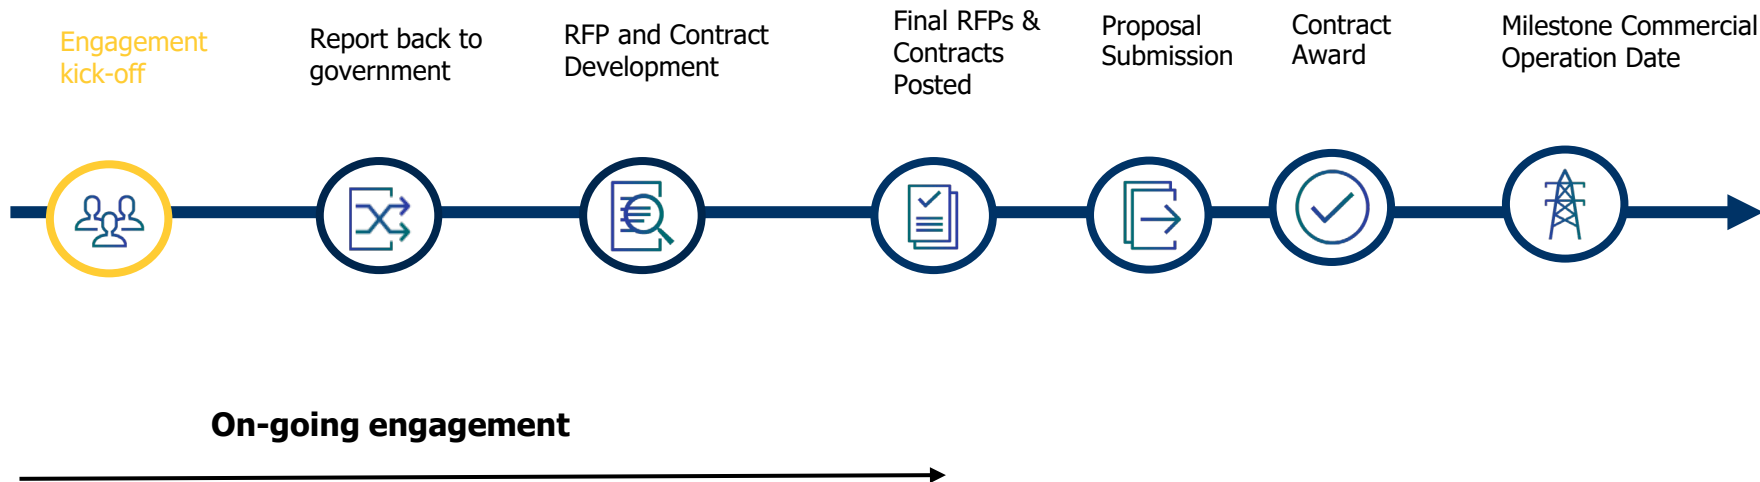 Engagement
kick-off
Report back to
government
RFP and Contract
Development
Final RFPs &
Contracts
Posted
Proposal
Submission
Contract
Award
Milestone Commercial
Operation Date
On-going engagement